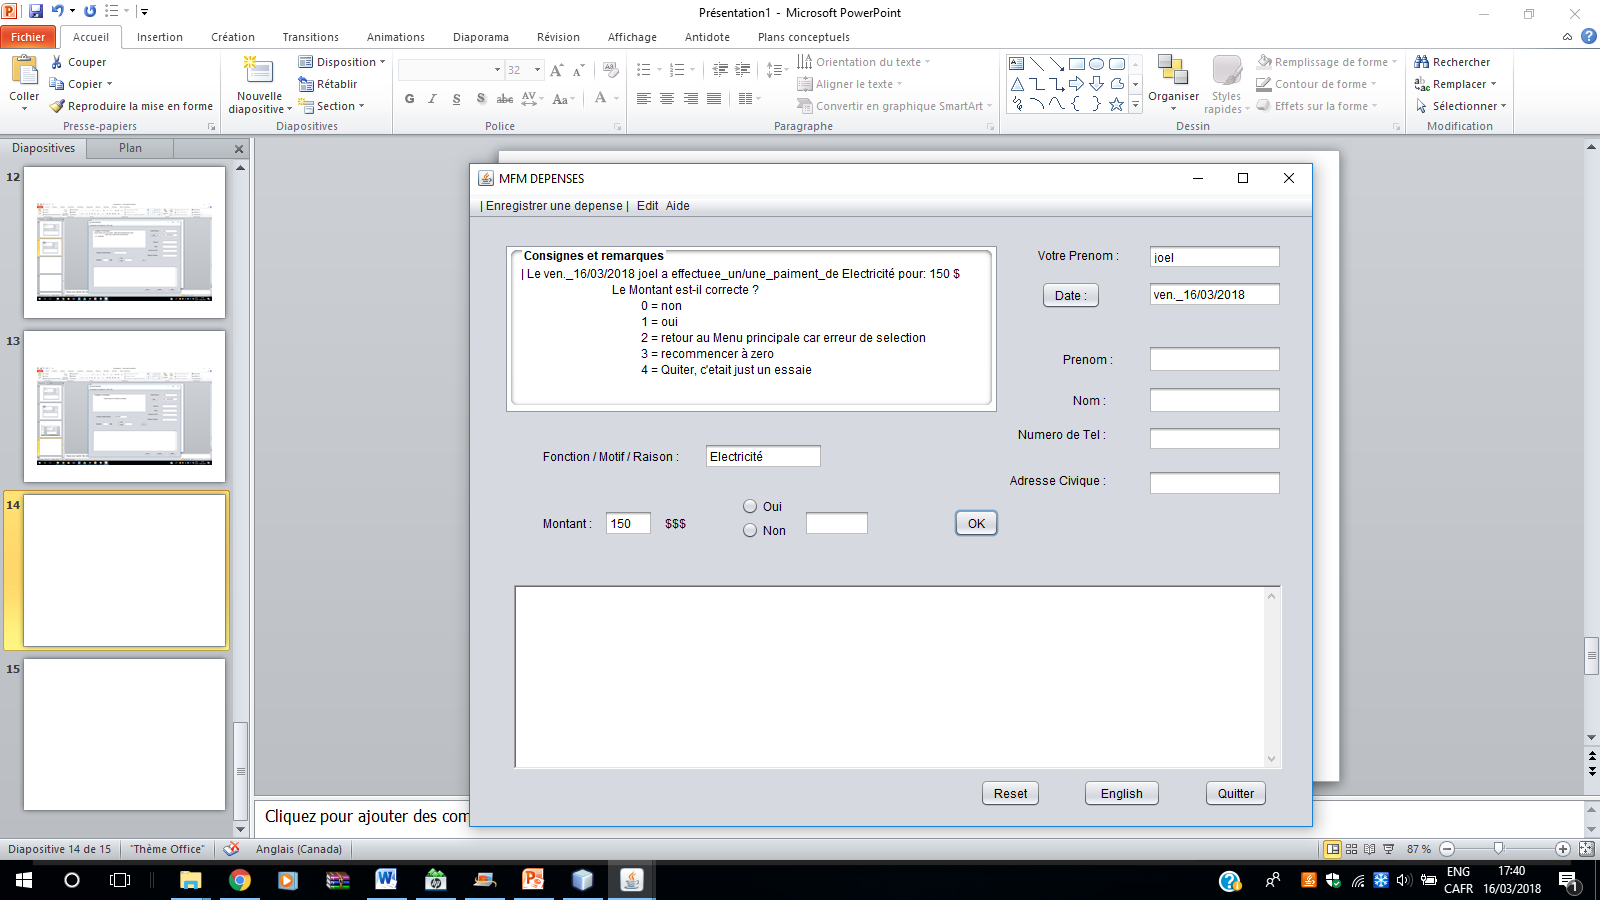 Présentation1 - Microsoft PowerPoint
Fichier Accueil Insertion Création Transitions Animations Diaporama Révision Affichage Antidote Plans conceptuels
Coller
Couper
Copier
Reproduire la mise en forme
Presse-papiers
Nouvelle
diapositive
Disposition
Rétablir
Section
Diapositives
32
G I S S abc AV Aa A
Police
Orientation du texte
Aligner le texte
Convertir en graphique SmartArt
Paragraphe
Organiser
Styles
rapides
Remplissage de forme
Contour de forme
Effets sur la forme
Dessin
Rechercher
Remplacer
Sélectionner
Modification
Diapositives Plan
12
13
14
15
MFM DEPENSES
| Enregistrer une depense | Edit Aide
Consignes et remarques
| Le ven._16/03/2018 joel a effectuee_un/une_paiment_de Electricité pour: 150 $
Le Montant est-il correcte ?
0 = non
1 = oui
2 = retour au Menu principale car erreur de selection
3 = recommencer à zero
4 = Quiter, c'etait just un essaie
Votre Prenom : joel
Date : ven._16/03/2018
Prenom :
Nom :
Numero de Tel :
Adresse Civique :
Fonction / Motif / Raison : Electricité
Montant : 150 $$$
Oui
Non
OK
Reset English Quitter
Cliquez pour ajouter des com
Diapositive 14 de 15 "Thème Office" Anglais (Canada) 87 %
ENG
CAFR
17:40
16/03/2018
1